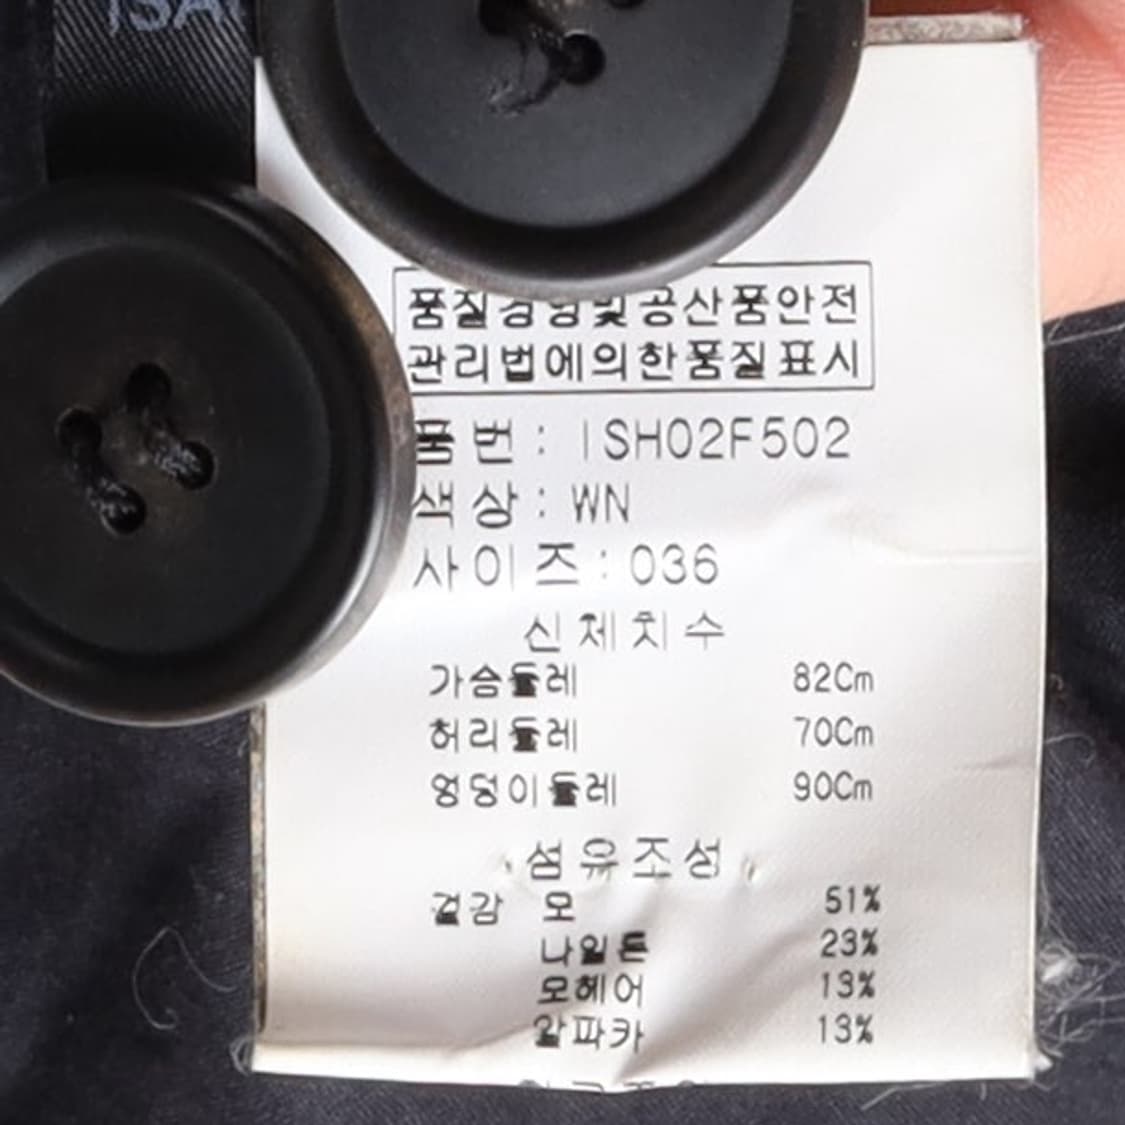 품질경영및공산품안전
관리법에의한품질표시
품번: ISH02F502
색상: WN
사이즈: 036
신체치수
가슴둘레 82Cm
허리둘레 70Cm
엉덩이둘레 90Cm
섬유조성
겉감 모 51%
나일론 23%
모헤어 13%
알파카 13%